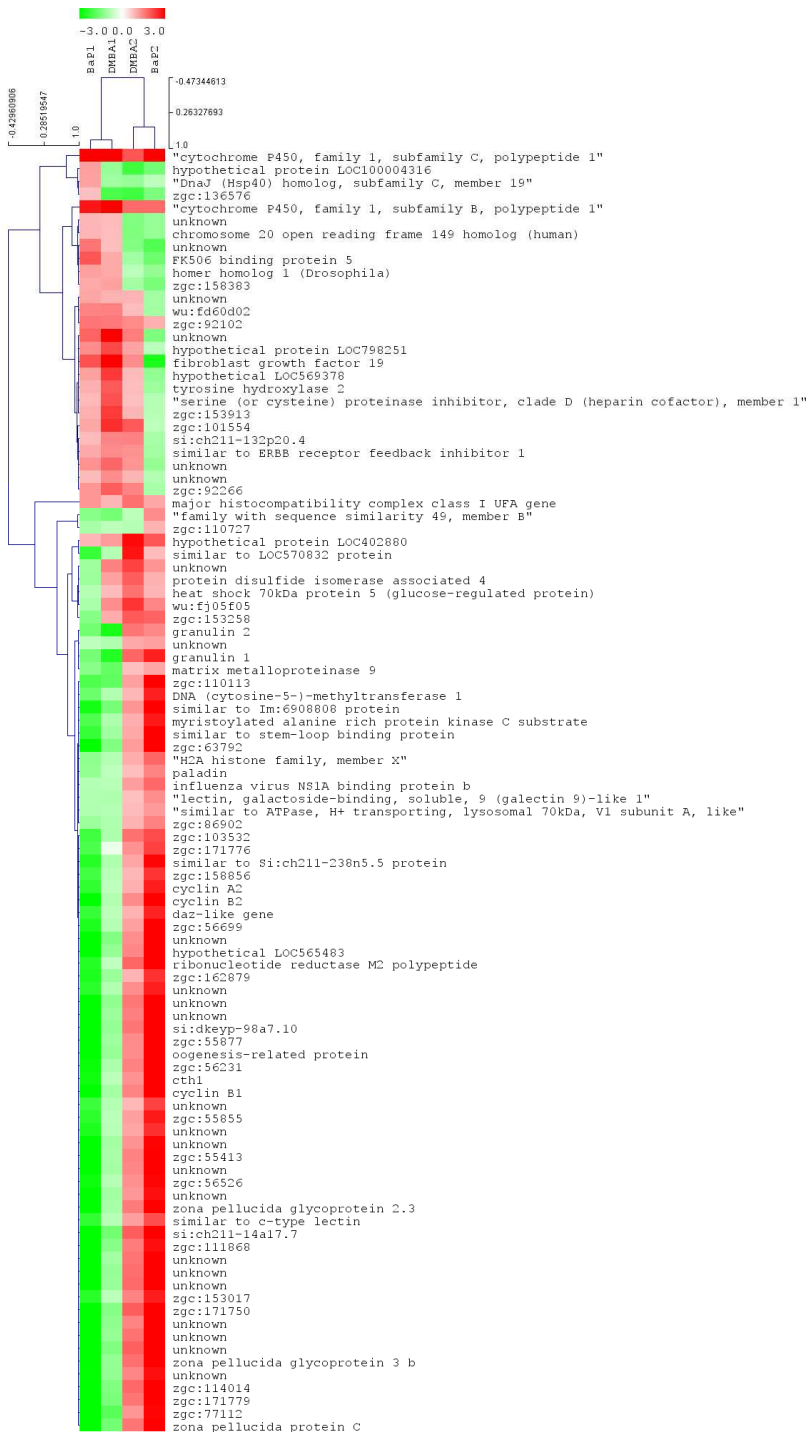 -3.0 0.0 3.0
BaP1
DMBA1
DMBA2
BaP2
-0.47344613
0.26327693
1.0
-0.42960906
0.28519547
1.0
"cytochrome P450, family 1, subfamily C, polypeptide 1"
hypothetical protein LOC100004316
"DnaJ (Hsp40) homolog, subfamily C, member 19"
zgc:136576
"cytochrome P450, family 1, subfamily B, polypeptide 1"
unknown
chromosome 20 open reading frame 149 homolog (human)
unknown
FK506 binding protein 5
homer homolog 1 (Drosophila)
zgc:158383
unknown
wu:fd60d02
zgc:92102
unknown
hypothetical protein LOC798251
fibroblast growth factor 19
hypothetical LOC569378
tyrosine hydroxylase 2
"serine (or cysteine) proteinase inhibitor, clade D (heparin cofactor), member 1"
zgc:153913
zgc:101554
si:ch211-132p20.4
similar to ERBB receptor feedback inhibitor 1
unknown
unknown
zgc:92266
major histocompatibility complex class I UFA gene
"family with sequence similarity 49, member B"
zgc:110727
hypothetical protein LOC402880
similar to LOC570832 protein
unknown
protein disulfide isomerase associated 4
heat shock 70kDa protein 5 (glucose-regulated protein)
wu:fj05f05
zgc:153258
granulin 2
unknown
granulin 1
matrix metalloproteinase 9
zgc:110113
DNA (cytosine-5-)-methyltransferase 1
similar to Im:6908808 protein
myristoylated alanine rich protein kinase C substrate
similar to stem-loop binding protein
zgc:63792
"H2A histone family, member X"
paladin
influenza virus NS1A binding protein b
"lectin, galactoside-binding, soluble, 9 (galectin 9)-like 1"
"similar to ATPase, H+ transporting, lysosomal 70kDa, V1 subunit A, like"
zgc:86902
zgc:103532
zgc:171776
similar to Si:ch211-238n5.5 protein
zgc:158856
cyclin A2
cyclin B2
daz-like gene
zgc:56699
unknown
hypothetical LOC565483
ribonucleotide reductase M2 polypeptide
zgc:162879
unknown
unknown
unknown
si:dkeyp-98a7.10
zgc:55877
oogenesis-related protein
zgc:56231
cth1
cyclin B1
unknown
zgc:55855
unknown
unknown
zgc:55413
unknown
zgc:56526
unknown
zona pellucida glycoprotein 2.3
similar to c-type lectin
si:ch211-14a17.7
zgc:111868
unknown
unknown
unknown
zgc:153017
zgc:171750
unknown
unknown
unknown
zona pellucida glycoprotein 3 b
unknown
zgc:114014
zgc:171779
zgc:77112
zona pellucida protein C